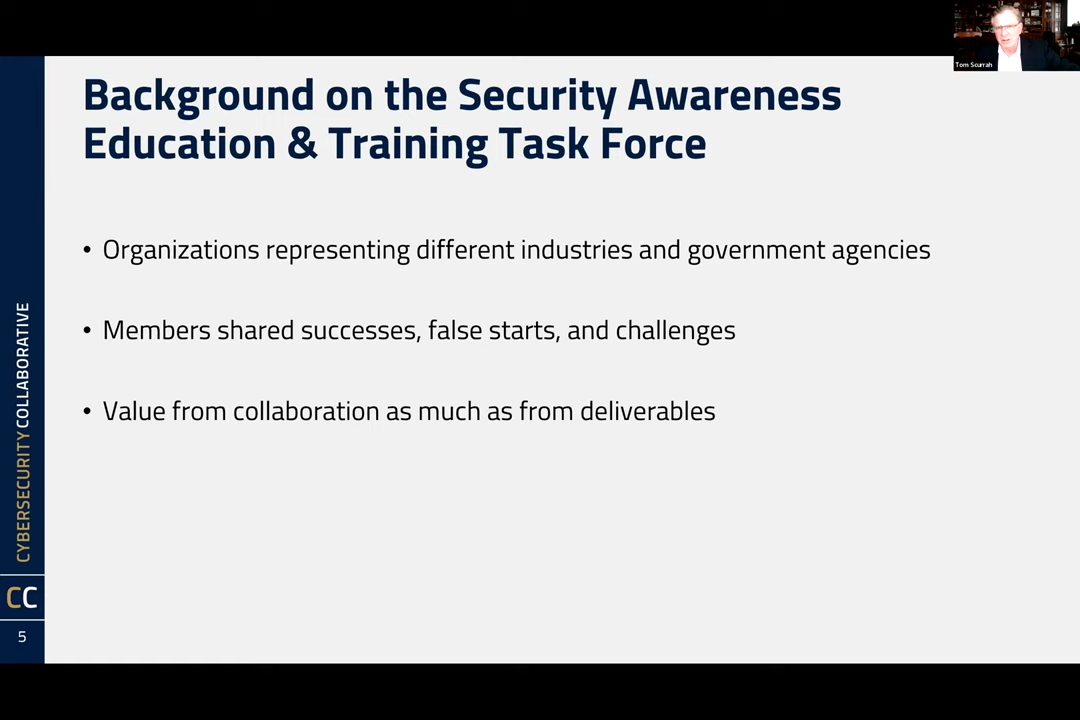 Tom Scurrah
Background on the Security Awareness
Education & Training Task Force
• Organizations representing different industries and government agencies
• Members shared successes, false starts, and challenges
• Value from collaboration as much as from deliverables
CYBERSECURITY COLLABORATIVE
CC
5